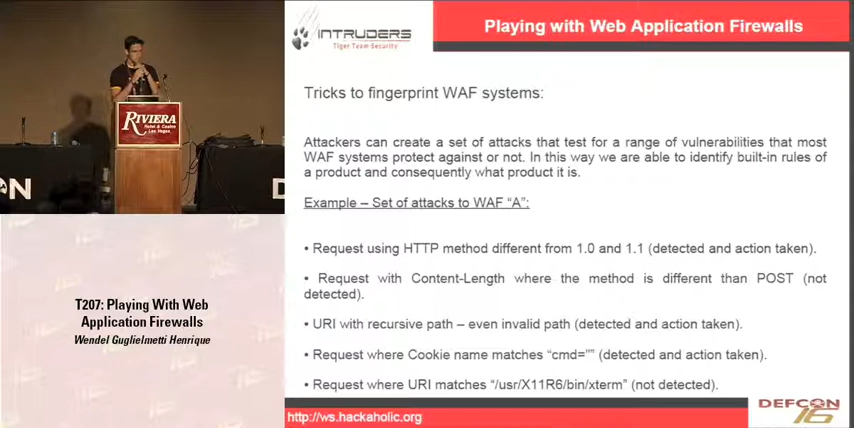 INTRUDERS
Tiger Team Security
Playing with Web Application Firewalls
RIVIERA
Hotel & Casino
Las Vegas
ON
D
Tricks to fingerprint WAF systems:
Attackers can create a set of attacks that test for a range of vulnerabilities that most
WAF systems protect against or not. In this way we are able to identify built-in rules of
a product and consequently what product it is.
Example – Set of attacks to WAF “A”:
• Request using HTTP method different from 1.0 and 1.1 (detected and action taken).
• Request with Content-Length where the method is different than POST (not
detected).
• URI with recursive path – even invalid path (detected and action taken).
• Request where Cookie name matches “cmd=”” (detected and action taken).
• Request where URI matches “/usr/X11R6/bin/xterm” (not detected).
T207: Playing With Web
Application Firewalls
Wendel Guglielmetti Henrique
http://ws.hackaholic.org
DEFCON
16